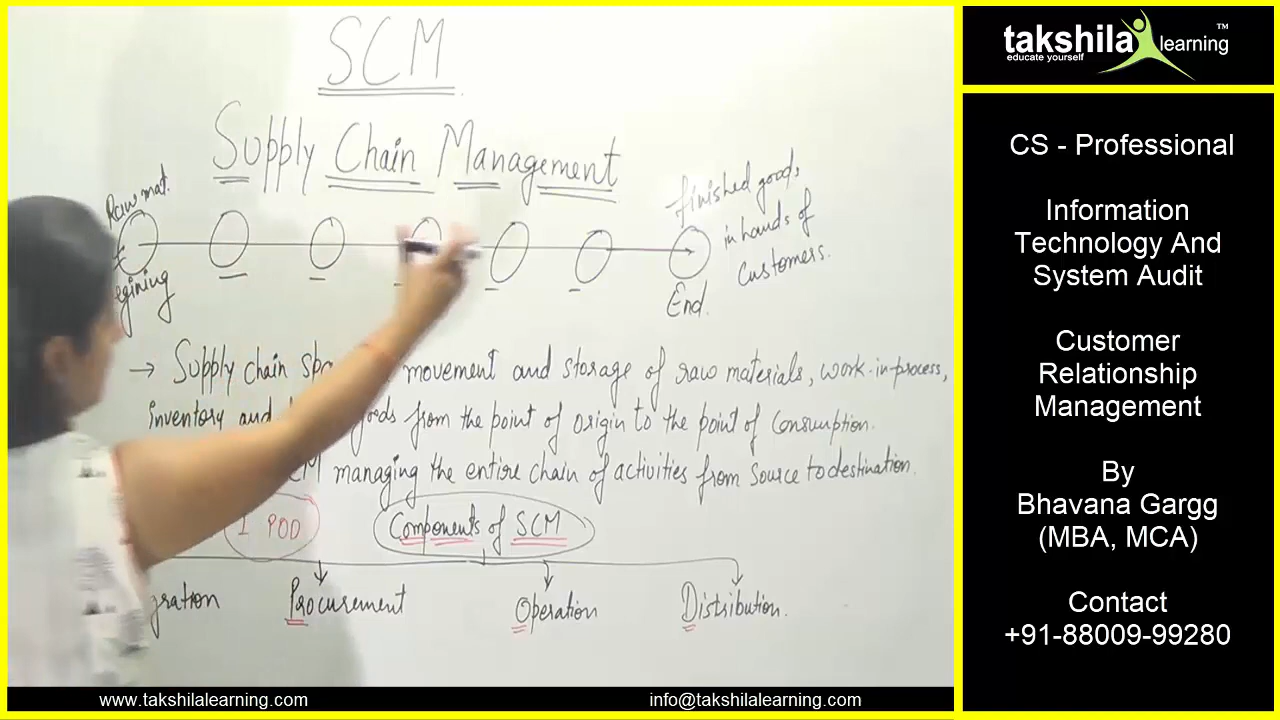 SCM
Supply Chain Management
Raw mat.
finished goods
in hands of
customers.
End.
→ Supply chain movement and storage of raw materials, work-in-process,
inventory and goods from the point of origin to the point of consumption.
managing the entire chain of activities from source to destination.
I POD
Components of SCM
Procurement
Operation
Distribution.
takshila learning ™
educate yourself
CS - Professional
Information
Technology And
System Audit
Customer
Relationship
Management
By
Bhavana Gargg
(MBA, MCA)
Contact
+91-88009-99280
www.takshilalearning.com
info@takshilalearning.com